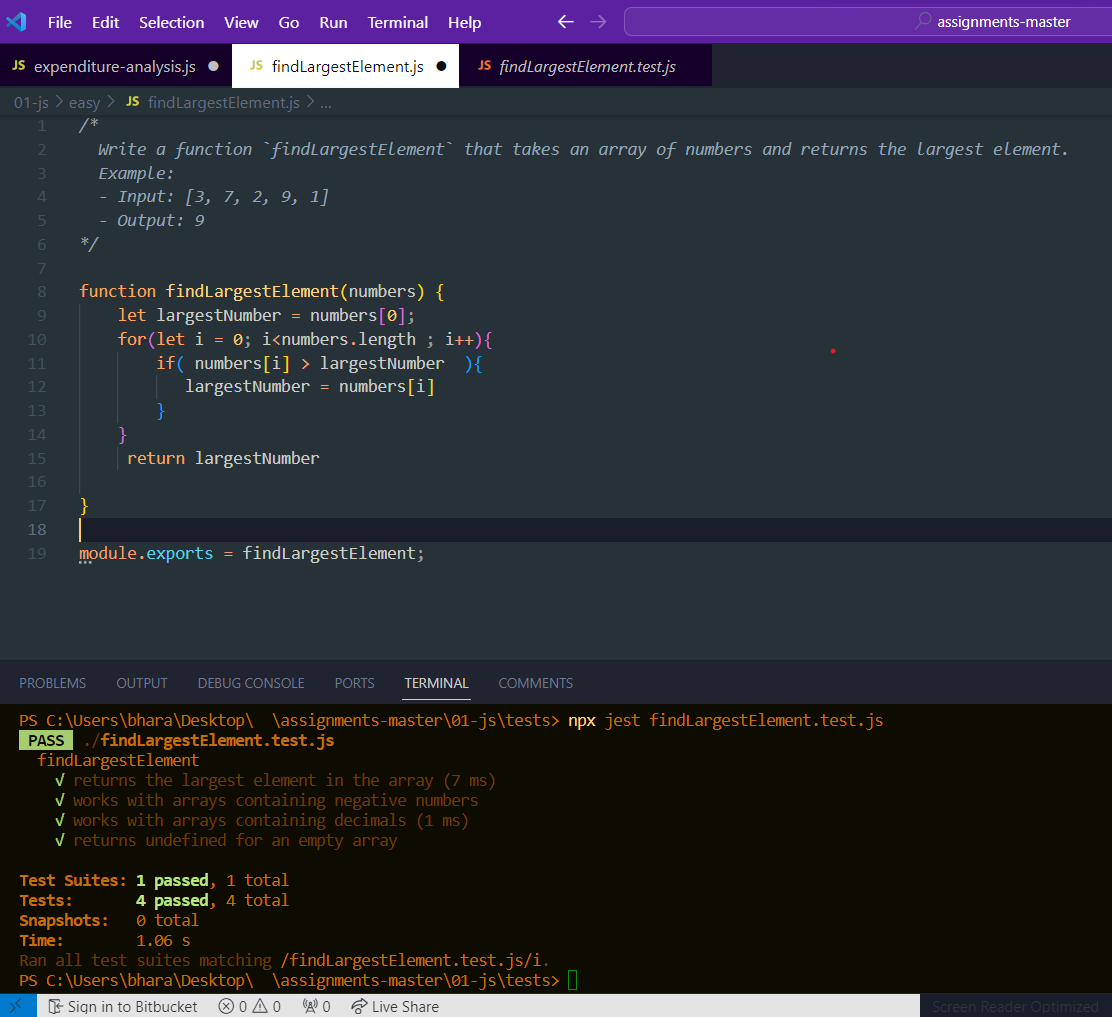 File Edit Selection View Go Run Terminal Help assignments-master
JS expenditure-analysis.js JS findLargestElement.js JS findLargestElement.test.js
01-js > easy > JS findLargestElement.js > ...
1 /*
2 Write a function `findLargestElement` that takes an array of numbers and returns the largest element.
3 Example:
4 - Input: [3, 7, 2, 9, 1]
5 - Output: 9
6 */
7
8 function findLargestElement(numbers) {
9 let largestNumber = numbers[0];
10 for(let i = 0; i<numbers.length ; i++){
11 if( numbers[i] > largestNumber ){
12 largestNumber = numbers[i]
13 }
14 }
15 return largestNumber
16
17 }
18
19 module.exports = findLargestElement;
PROBLEMS OUTPUT DEBUG CONSOLE PORTS TERMINAL COMMENTS
PS C:\Users\bhara\Desktop\ \assignments-master\01-js\tests> npx jest findLargestElement.test.js
PASS ./findLargestElement.test.js
findLargestElement
√ returns the largest element in the array (7 ms)
√ works with arrays containing negative numbers
√ works with arrays containing decimals (1 ms)
√ returns undefined for an empty array
Test Suites: 1 passed, 1 total
Tests: 4 passed, 4 total
Snapshots: 0 total
Time: 1.06 s
Ran all test suites matching /findLargestElement.test.js/i.
PS C:\Users\bhara\Desktop\ \assignments-master\01-js\tests>
Sign in to Bitbucket 0 0 0 Live Share Screen Reader Optimized